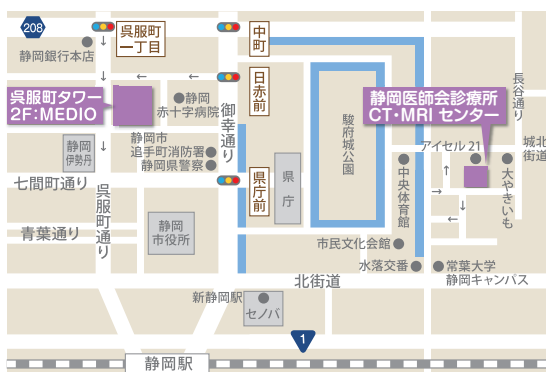 208
呉服町
一丁目
中
町
静岡銀行本店
日
赤
前
長谷通り
呉服町タワー
2F:MEDIO
静岡
赤十字病院
御幸通り
駿府城公園
静岡医師会診療所
CT・MRI センター
静岡
伊勢丹
静岡市
追手町消防署
静岡県警察
アイセル21
城北
街道
七間町通り
県
庁
前
県
庁
中央体育館
大やきいも
呉服町通り
青葉通り
静岡
市役所
市民文化会館
水落交番
常葉大学
静岡キャンパス
北街道
新静岡駅
セノバ
1
静岡駅